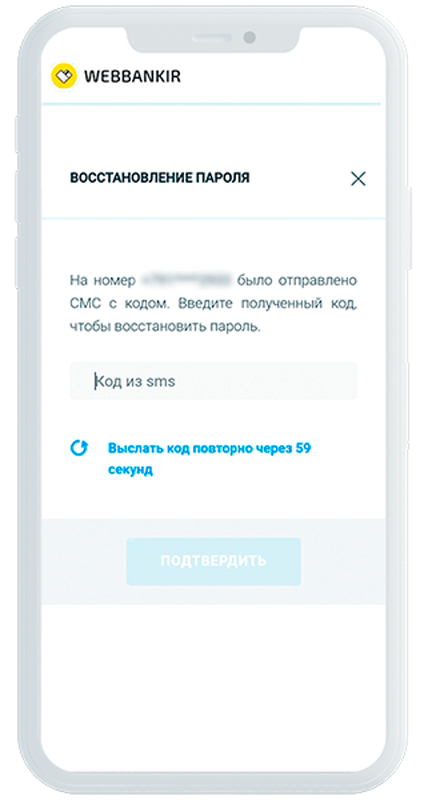 WEBBANKIR
ВОССТАНОВЛЕНИЕ ПАРОЛЯ
На номер было отправлено
СМС с кодом. Введите полученный код,
чтобы восстановить пароль.
Код из sms
Выслать код повторно через 59
секунд
ПОДТВЕРДИТЬ